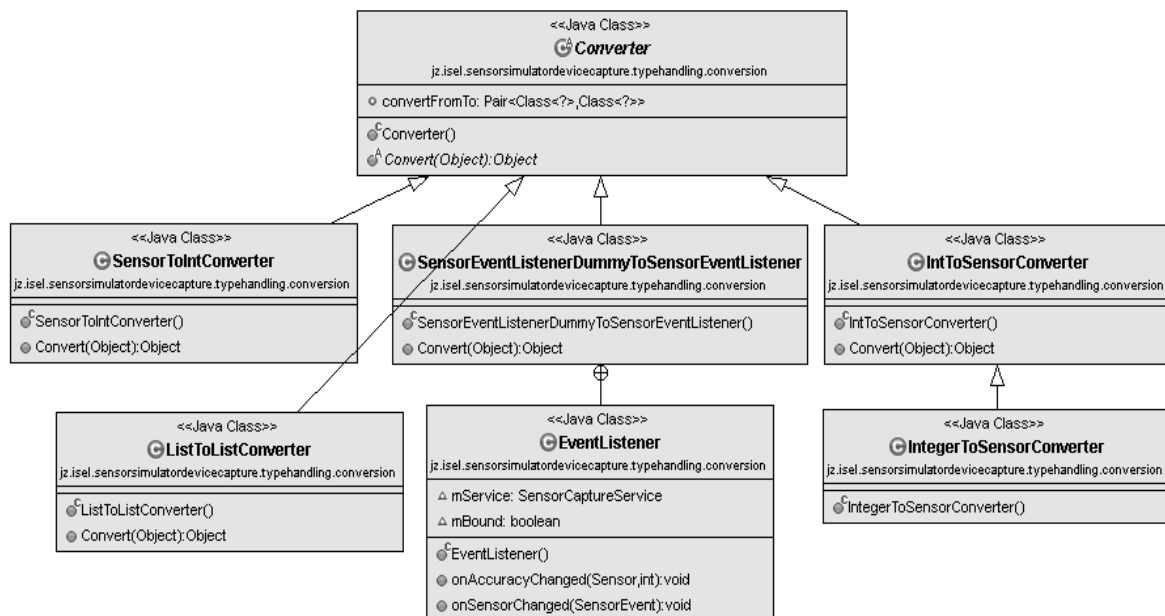 <<Java Class>>
Converter
jz.isel.sensorsimulatordevicecapture.typehandling.conversion
convertFromTo: Pair<Class<?>,Class<?>>
Converter()
Convert(Object):Object
<<Java Class>>
SensorToIntConverter
jz.isel.sensorsimulatordevicecapture.typehandling.conversion
SensorToIntConverter()
Convert(Object):Object
<<Java Class>>
SensorEventListenerDummyToSensorEventListener
jz.isel.sensorsimulatordevicecapture.typehandling.conversion
SensorEventListenerDummyToSensorEventListener()
Convert(Object):Object
<<Java Class>>
IntToSensorConverter
jz.isel.sensorsimulatordevicecapture.typehandling.conversion
IntToSensorConverter()
Convert(Object):Object
<<Java Class>>
ListToListConverter
jz.isel.sensorsimulatordevicecapture.typehandling.conversion
ListToListConverter()
Convert(Object):Object
<<Java Class>>
EventListener
jz.isel.sensorsimulatordevicecapture.typehandling.conversion
mService: SensorCaptureService
mBound: boolean
EventListener()
onAccuracyChanged(Sensor,int):void
onSensorChanged(SensorEvent):void
<<Java Class>>
IntegerToSensorConverter
jz.isel.sensorsimulatordevicecapture.typehandling.conversion
IntegerToSensorConverter()